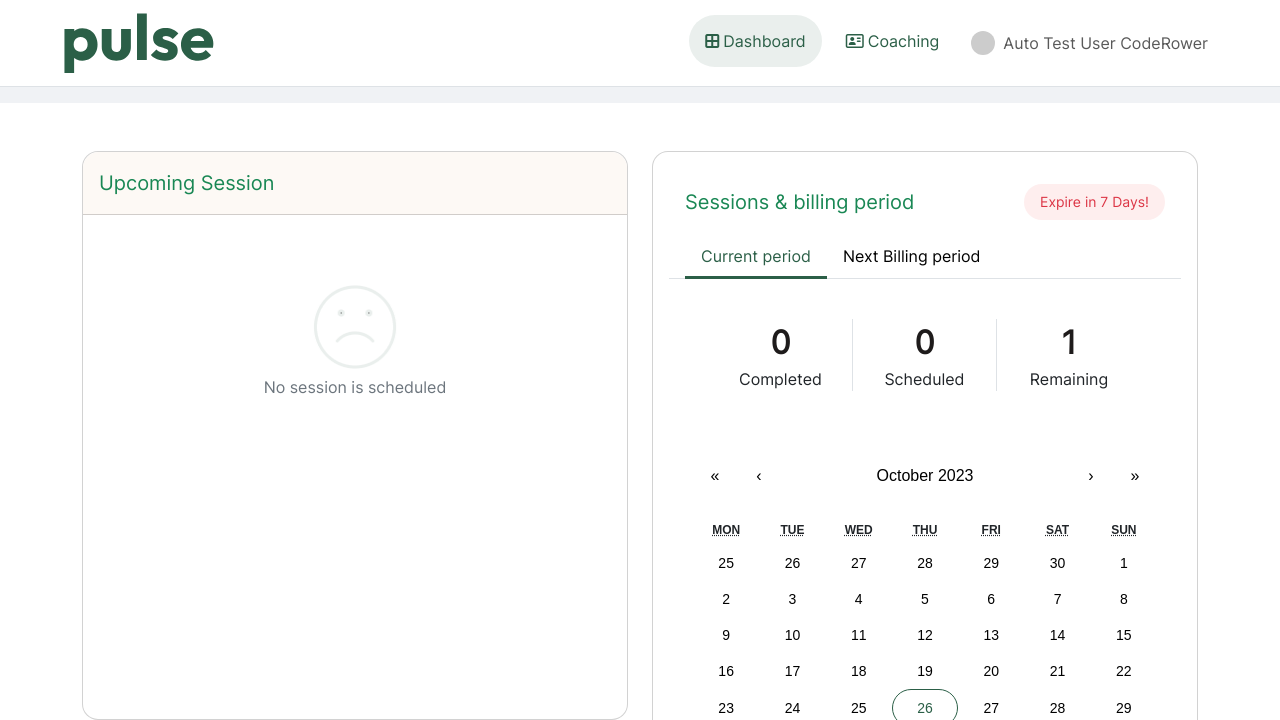 pulse
Dashboard
Coaching
Auto Test User CodeRower
Upcoming Session
No session is scheduled
Sessions & billing period
Expire in 7 Days!
Current period
Next Billing period
0 0 1
Completed Scheduled Remaining
« ‹ October 2023 › »
MON TUE WED THU FRI SAT SUN
25 26 27 28 29 30 1
2 3 4 5 6 7 8
9 10 11 12 13 14 15
16 17 18 19 20 21 22
23 24 25 26 27 28 29